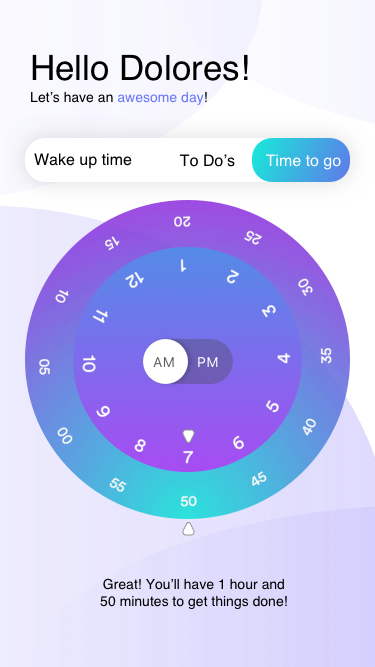 Hello Dolores!
Let's have an awesome day!
Wake up time To Do's Time to go
20
15 25
10 30
05 35
00 40
55 45
50
12 1 2
11 3
10 4
9 5
8 7 6
AM PM
Great! You'll have 1 hour and
50 minutes to get things done!